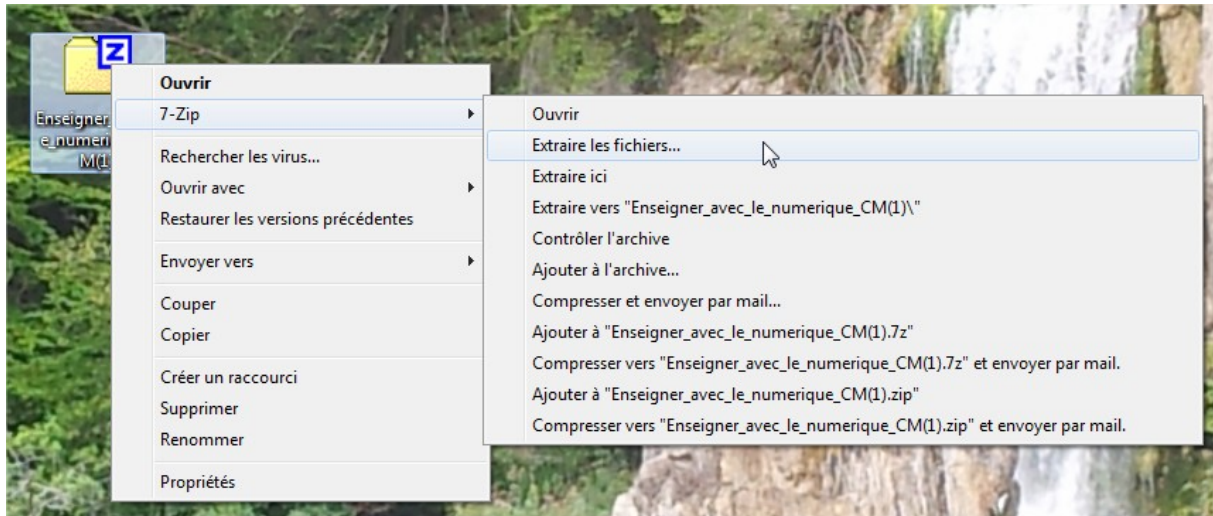 Z
Enseigner
e_numeri
M(1
Ouvrir
7-Zip
Rechercher les virus...
Ouvrir avec
Restaurer les versions précédentes
Envoyer vers
Couper
Copier
Créer un raccourci
Supprimer
Renommer
Propriétés
Ouvrir
Extraire les fichiers...
Extraire ici
Extraire vers "Enseigner_avec_le_numerique_CM(1)\"
Contrôler l'archive
Ajouter à l'archive...
Compresser et envoyer par mail...
Ajouter à "Enseigner_avec_le_numerique_CM(1).7z"
Compresser vers "Enseigner_avec_le_numerique_CM(1).7z" et envoyer par mail.
Ajouter à "Enseigner_avec_le_numerique_CM(1).zip"
Compresser vers "Enseigner_avec_le_numerique_CM(1).zip" et envoyer par mail.